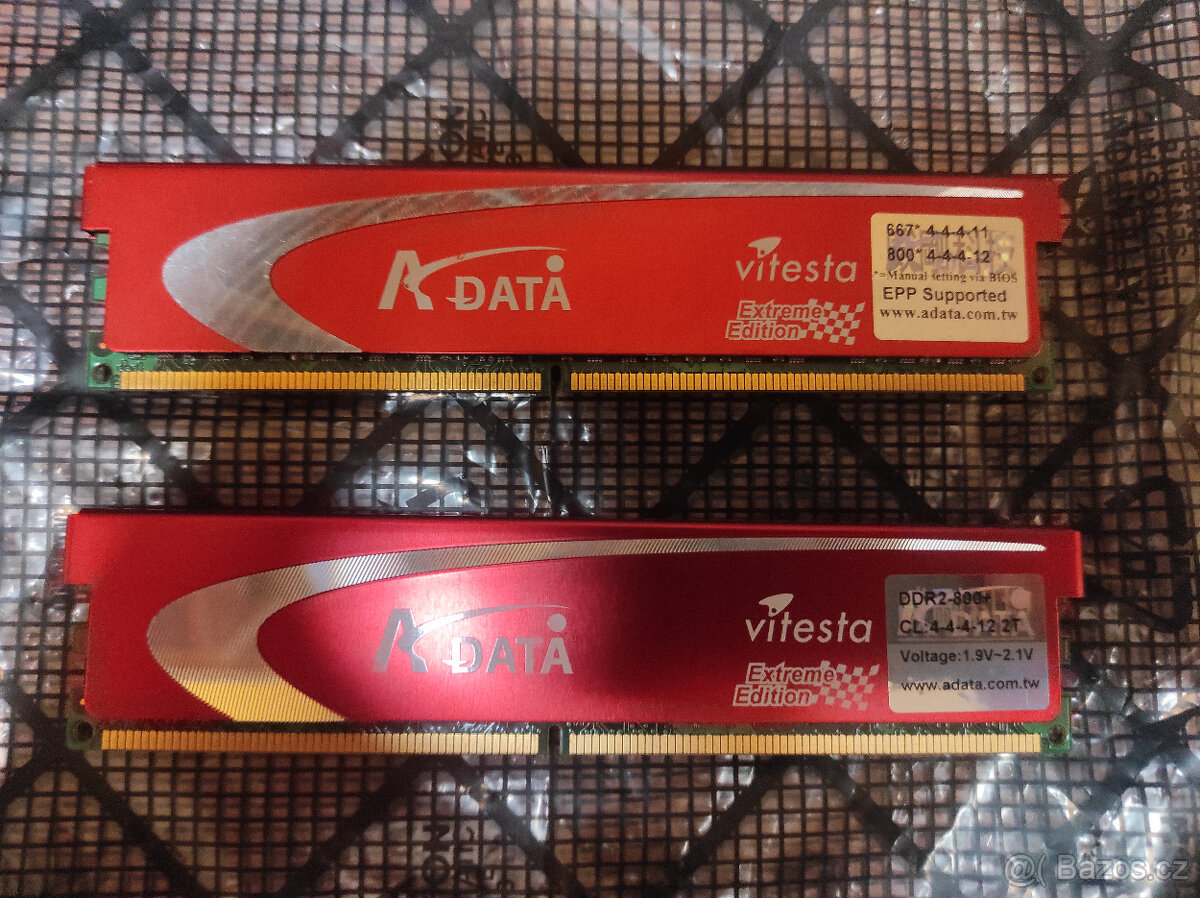 ADATA
vitesta
Extreme
Edition
667* 4-4-4-11
800* 4-4-4-12
*=Manual setting via BIOS
EPP Supported
www.adata.com.tw
ADATA
vitesta
Extreme
Edition
DDR2-800+
CL:4-4-4-12 2T
Voltage:1.9V~2.1V
www.adata.com.tw
@ Bazos.cz